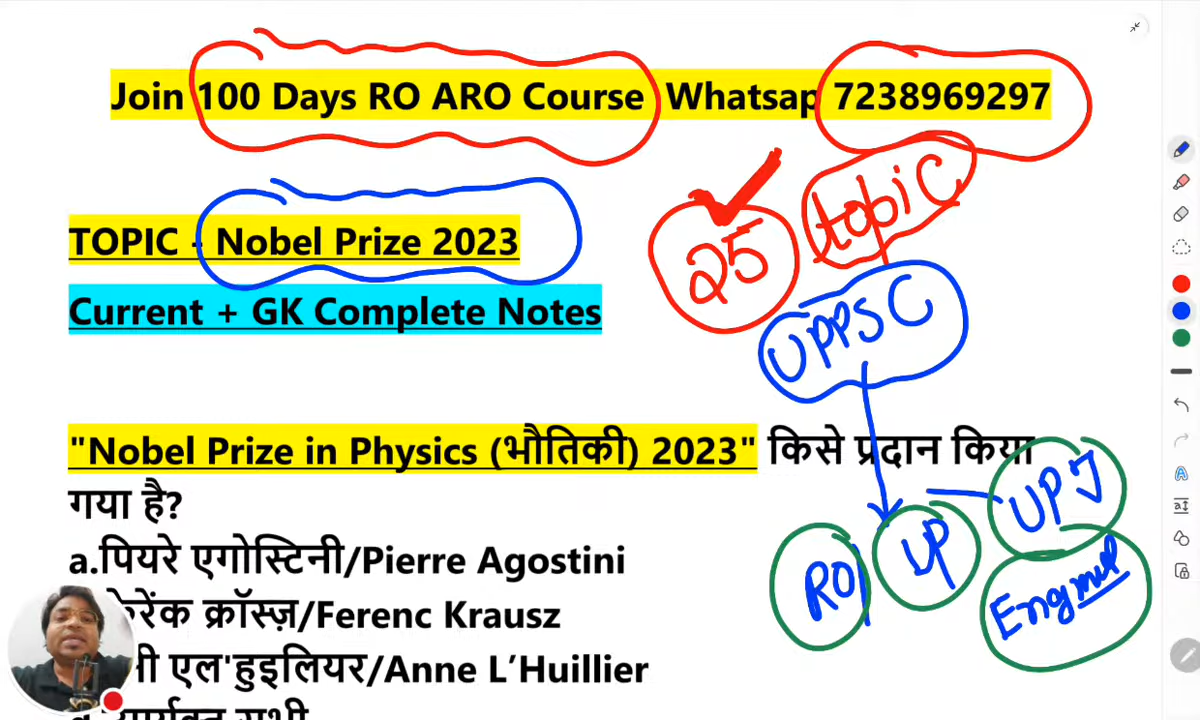 Join 100 Days RO ARO Course Whatsap 7238969297
TOPIC - Nobel Prize 2023
25 topic
Current + GK Complete Notes
UPPSC
"Nobel Prize in Physics (भौतिकी) 2023" किसे प्रदान किया
गया है?
RO UP UPJ
a.पियरे एगोस्टिनी/Pierre Agostini
फेरेंक क्रॉस्ज़/Ferenc Krausz
एल'हुइलियर/Anne L’Huillier